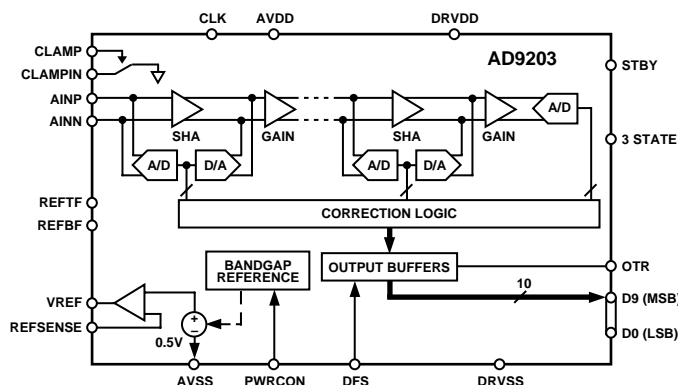 CLK AVDD DRVDD
CLAMP
AD9203
STBY
CLAMPIN
AINP
A/D
AINN
SHA GAIN SHA GAIN
3 STATE
A/D D/A A/D D/A
REFTF
CORRECTION LOGIC
REFBF
BANDGAP
REFERENCE
OUTPUT BUFFERS
OTR
10
VREF
D9 (MSB)
+
–
REFSENSE
0.5V
D0 (LSB)
AVSS PWRCON DFS DRVSS